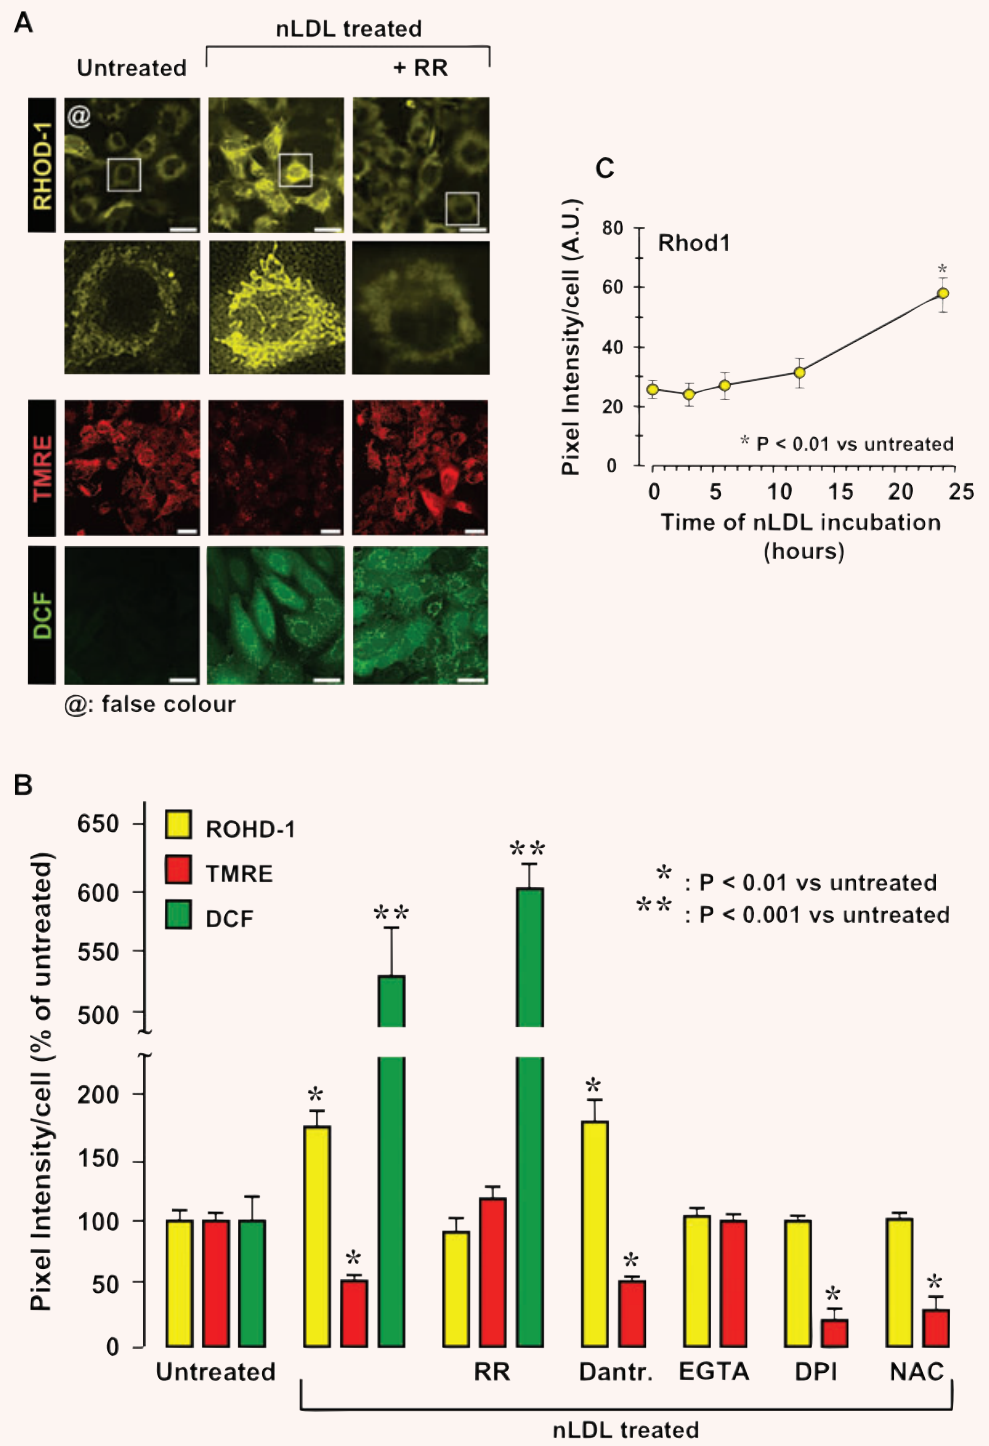 A
nLDL treated
Untreated
+ RR
RHOD-1
@
TMRE
DCF
@: false colour
C
Pixel Intensity/cell (A.U.)
80
60
40
20
0
Rhod1
*
* P < 0.01 vs untreated
0 5 10 15 20 25
Time of nLDL incubation
(hours)
B
Pixel Intensity/cell (% of untreated)
650
600
550
500
~
~
200
150
100
50
0
ROHD-1
TMRE
DCF
* : P < 0.01 vs untreated
** : P < 0.001 vs untreated
* * ** ** * * * *
Untreated RR Dantr. EGTA DPI NAC
nLDL treated